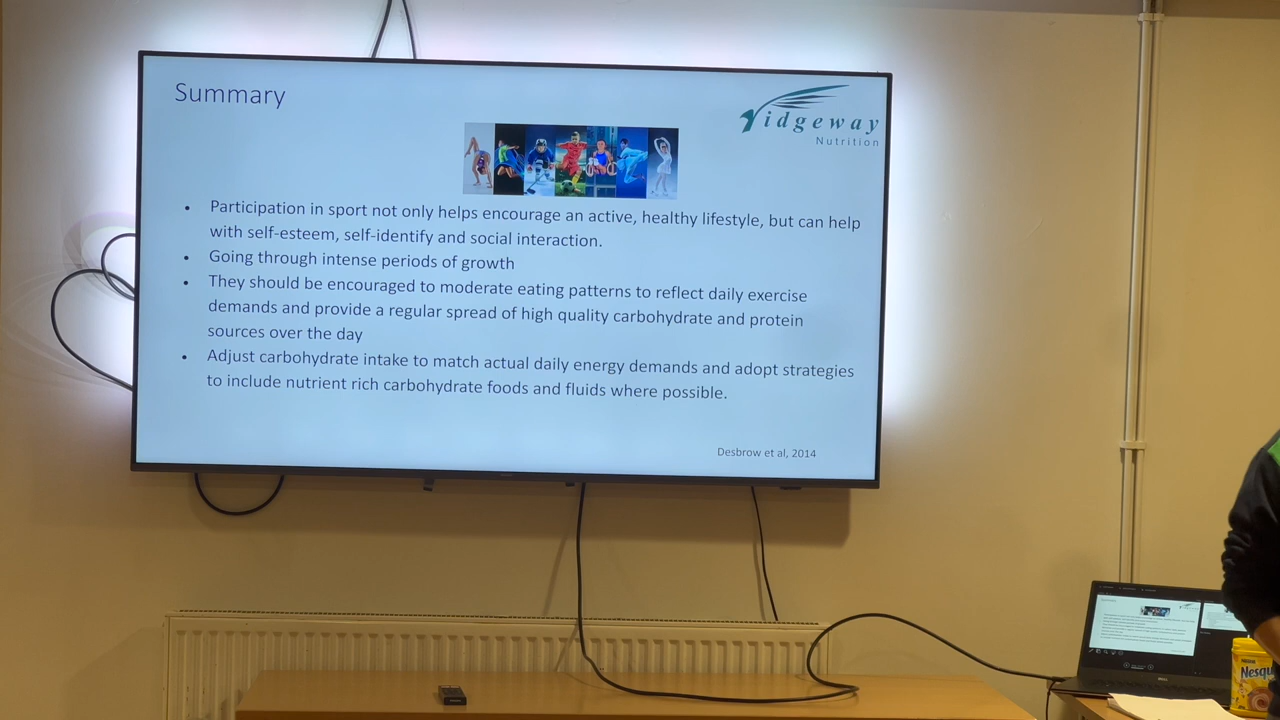 Summary
Ridgeway
Nutrition
Participation in sport not only helps encourage an active, healthy lifestyle, but can help
with self-esteem, self-identify and social interaction.
Going through intense periods of growth
They should be encouraged to moderate eating patterns to reflect daily exercise
demands and provide a regular spread of high quality carbohydrate and protein
sources over the day
Adjust carbohydrate intake to match actual daily energy demands and adopt strategies
to include nutrient rich carbohydrate foods and fluids where possible.
Desbrow et al, 2014
DELL
Nesqu